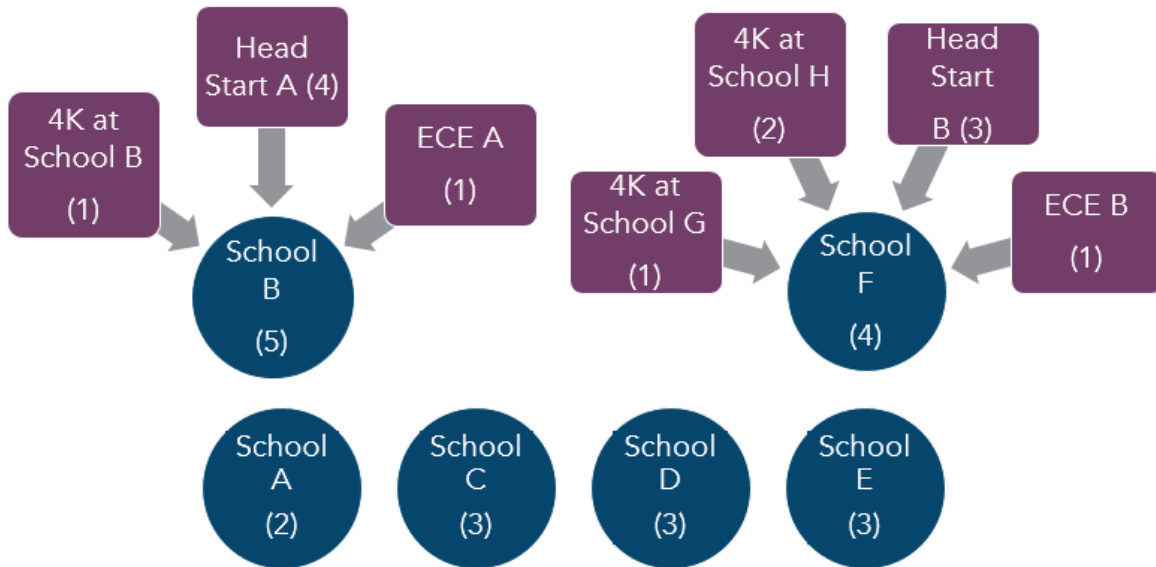 4K at
School B
(1)
Head
Start A (4)
ECE A
(1)
School
B
(5)
4K at
School G
(1)
4K at
School H
(2)
Head
Start
B (3)
ECE B
(1)
School
F
(4)
School
A
(2)
School
C
(3)
School
D
(3)
School
E
(3)